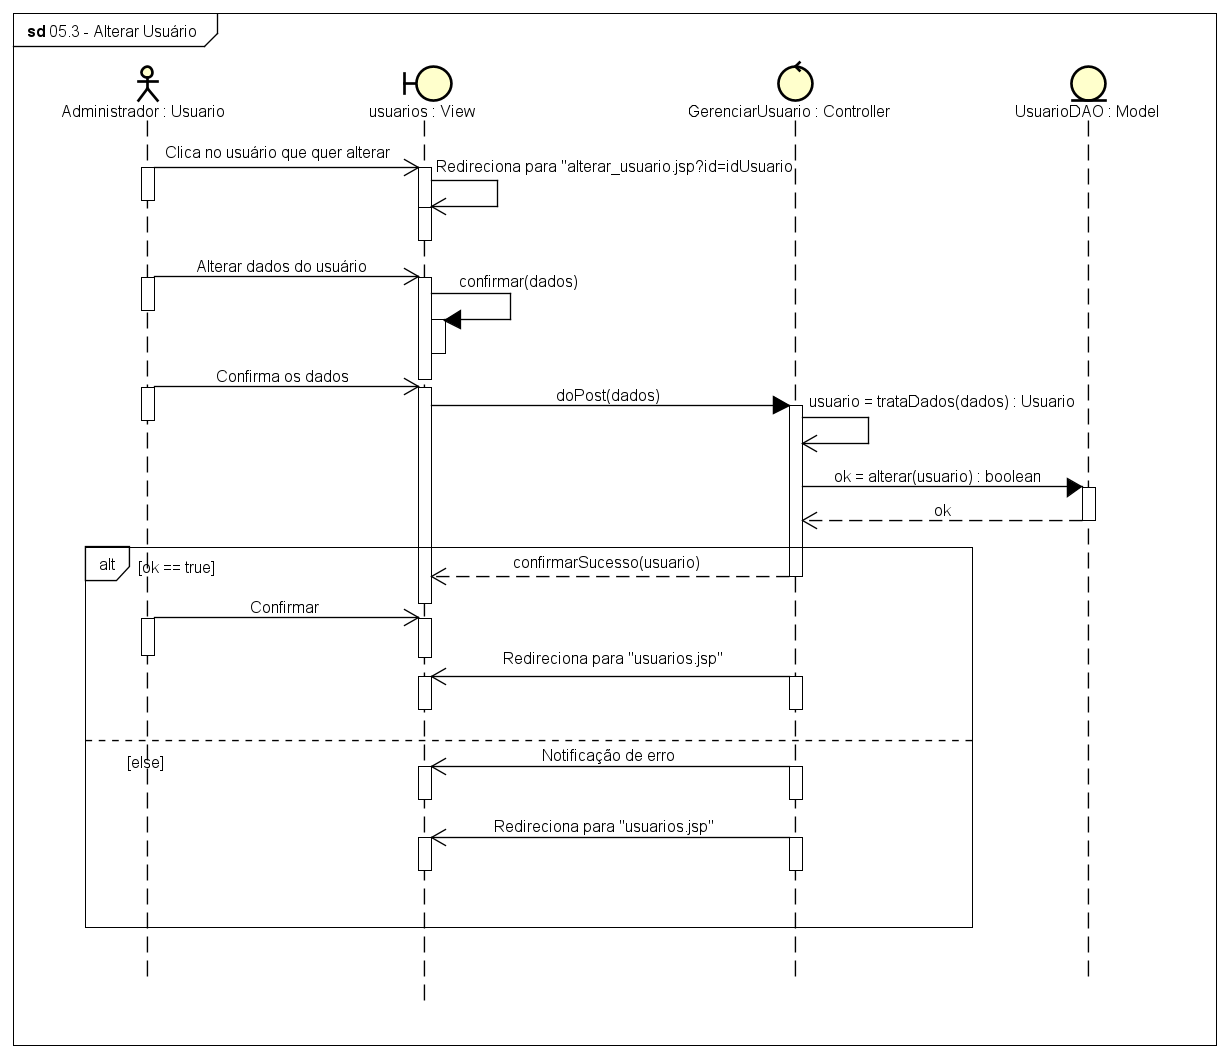 sd 05.3 - Alterar Usuário
Administrador : Usuario
usuarios : View
GerenciarUsuario : Controller
UsuarioDAO : Model
Clica no usuário que quer alterar
Redireciona para "alterar_usuario.jsp?id=idUsuario
Alterar dados do usuário
confirmar(dados)
Confirma os dados
doPost(dados)
usuario = trataDados(dados) : Usuario
ok = alterar(usuario) : boolean
ok
alt
[ok == true]
confirmarSucesso(usuario)
Confirmar
Redireciona para "usuarios.jsp"
[else]
Notificação de erro
Redireciona para "usuarios.jsp"